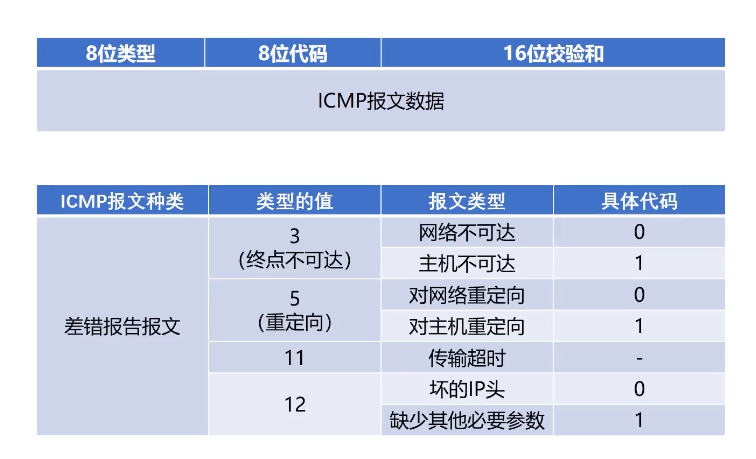 8位类型 8位代码 16位校验和
ICMP报文数据
ICMP报文种类 类型的值 报文类型 具体代码
差错报告报文
3
（终点不可达）
网络不可达 0
主机不可达 1
5
（重定向）
对网络重定向 0
对主机重定向 1
11 传输超时 -
12
坏的IP头 0
缺少其他必要参数 1